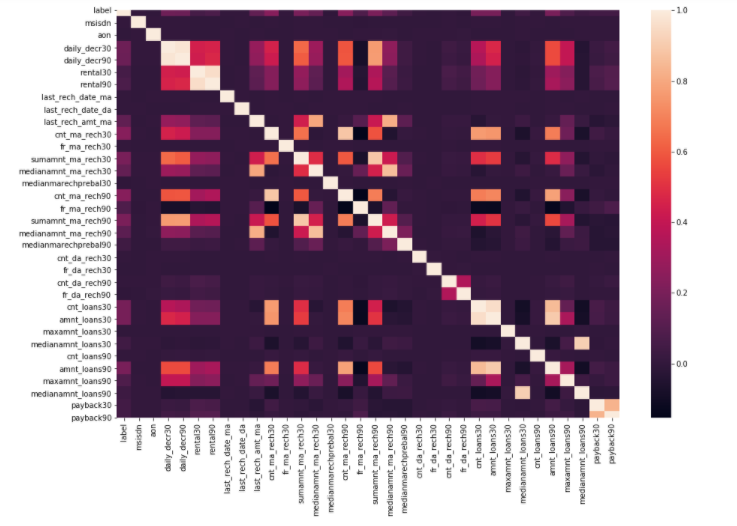 label
msisdn
aon
daily_decr30
daily_decr90
rental30
rental90
last_rech_date_ma
last_rech_date_da
last_rech_amt_ma
cnt_ma_rech30
fr_ma_rech30
sumamnt_ma_rech30
medianamnt_ma_rech30
medianmarechprebal30
cnt_ma_rech90
fr_ma_rech90
sumamnt_ma_rech90
medianamnt_ma_rech90
medianmarechprebal90
cnt_da_rech30
fr_da_rech30
cnt_da_rech90
fr_da_rech90
cnt_loans30
amnt_loans30
maxamnt_loans30
medianamnt_loans30
cnt_loans90
amnt_loans90
maxamnt_loans90
medianamnt_loans90
payback30
payback90
label
msisdn
aon
daily_decr30
daily_decr90
rental30
rental90
last_rech_date_ma
last_rech_date_da
last_rech_amt_ma
cnt_ma_rech30
fr_ma_rech30
sumamnt_ma_rech30
medianamnt_ma_rech30
medianmarechprebal30
cnt_ma_rech90
fr_ma_rech90
sumamnt_ma_rech90
medianamnt_ma_rech90
medianmarechprebal90
cnt_da_rech30
fr_da_rech30
cnt_da_rech90
fr_da_rech90
cnt_loans30
amnt_loans30
maxamnt_loans30
medianamnt_loans30
cnt_loans90
amnt_loans90
maxamnt_loans90
medianamnt_loans90
payback30
payback90
1.0
0.8
0.6
0.4
0.2
0.0